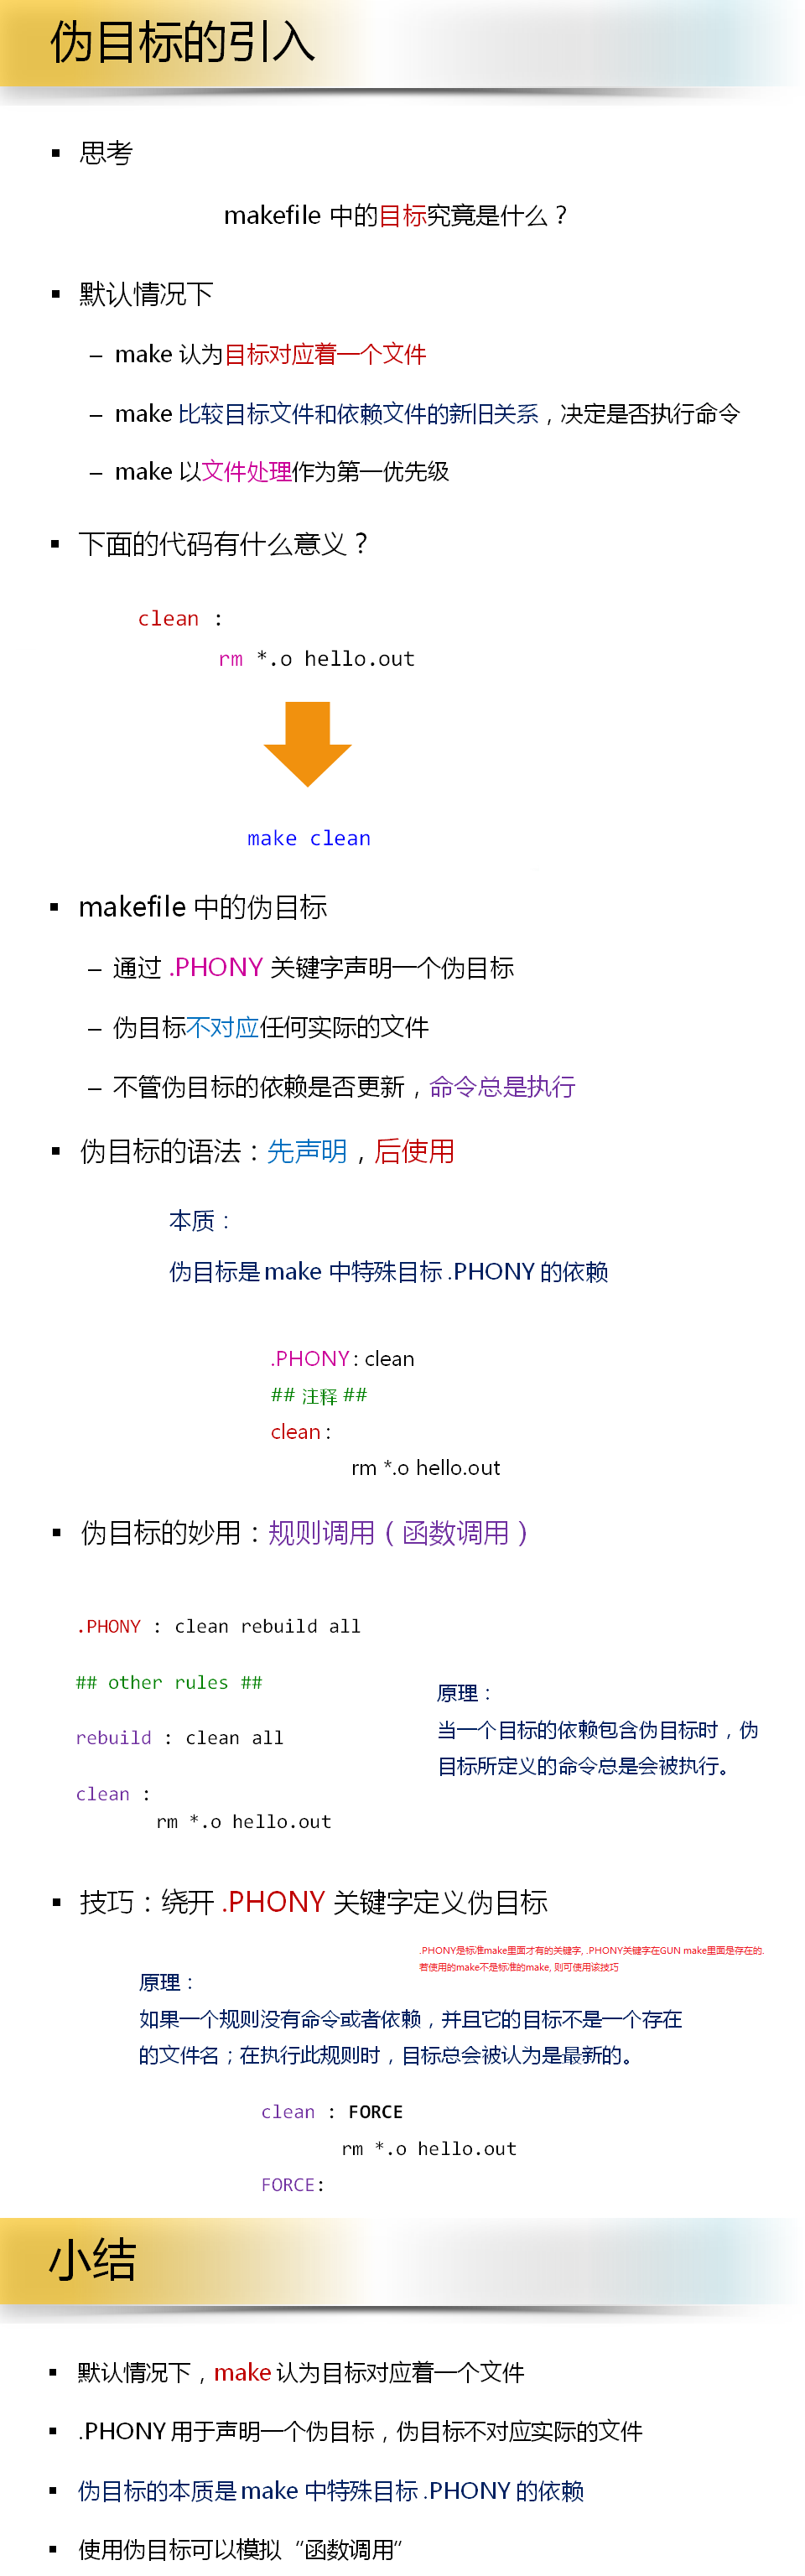 伪目标的引入
▪ 思考
makefile 中的目标究竟是什么？
▪ 默认情况下
– make 认为目标对应着一个文件
– make 比较目标文件和依赖文件的新旧关系，决定是否执行命令
– make 以文件处理作为第一优先级
▪ 下面的代码有什么意义？
clean :
rm *.o hello.out
make clean
▪ makefile 中的伪目标
– 通过 .PHONY 关键字声明一个伪目标
– 伪目标不对应任何实际的文件
– 不管伪目标的依赖是否更新，命令总是执行
▪ 伪目标的语法：先声明，后使用
本质：
伪目标是 make 中特殊目标 .PHONY 的依赖
.PHONY : clean
## 注释 ##
clean :
rm *.o hello.out
▪ 伪目标的妙用：规则调用（函数调用）
.PHONY : clean rebuild all
## other rules ##
rebuild : clean all
clean :
rm *.o hello.out
原理：
当一个目标的依赖包含伪目标时，伪
目标所定义的命令总是会被执行。
▪ 技巧：绕开 .PHONY 关键字定义伪目标
.PHONY是标准make里面才有的关键字, .PHONY关键字在GUN make里面是存在的.
若使用的make不是标准的make, 则可使用该技巧
原理：
如果一个规则没有命令或者依赖，并且它的目标不是一个存在
的文件名；在执行此规则时，目标总会被认为是最新的。
clean : FORCE
rm *.o hello.out
FORCE:
小结
▪ 默认情况下，make 认为目标对应着一个文件
▪ .PHONY 用于声明一个伪目标，伪目标不对应实际的文件
▪ 伪目标的本质是 make 中特殊目标 .PHONY 的依赖
▪ 使用伪目标可以模拟“函数调用”